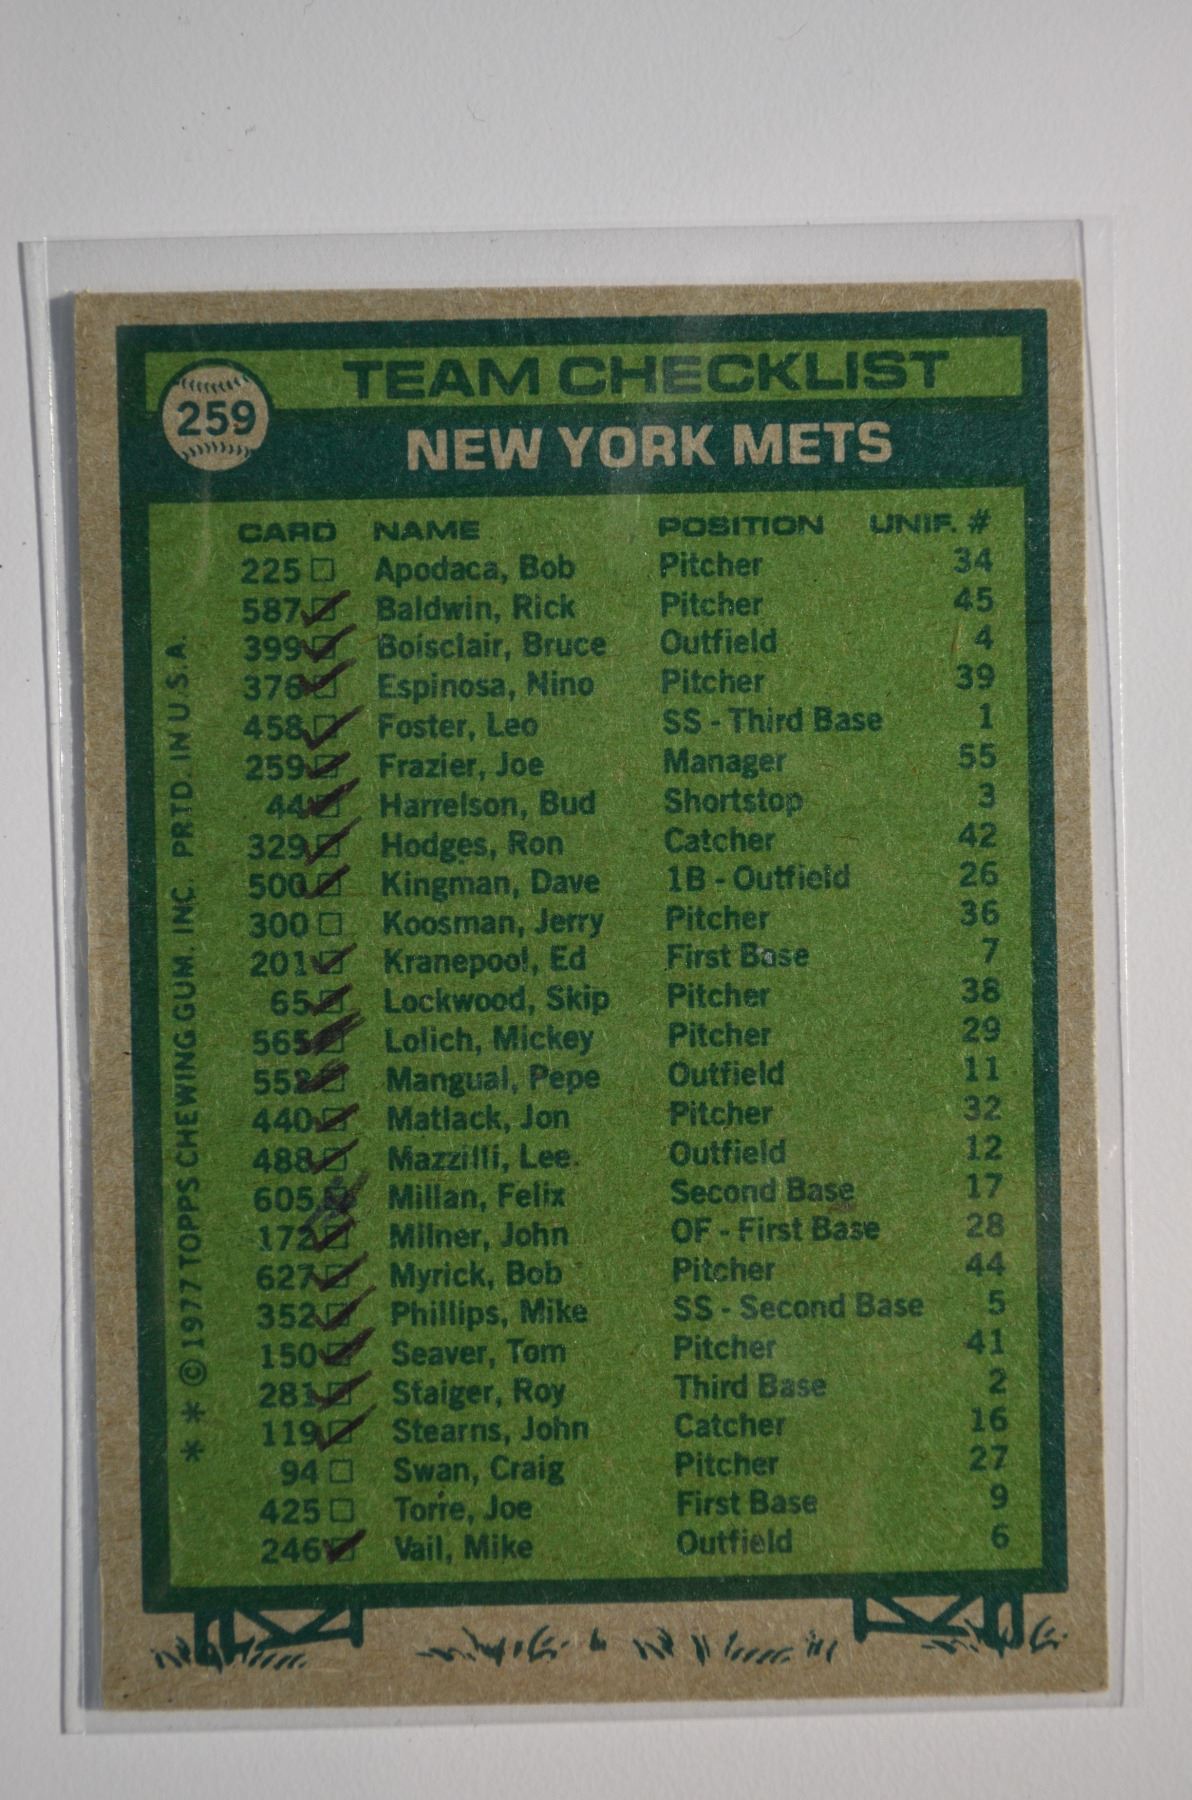 259
TEAM CHECKLIST
NEW YORK METS
CARD NAME POSITION UNIF. #
225 Apodaca, Bob Pitcher 34
587 Baldwin, Rick Pitcher 45
399 Boisclair, Bruce Outfield 4
376 Espinosa, Nino Pitcher 39
458 Foster, Leo SS - Third Base 1
259 Frazier, Joe Manager 55
44 Harrelson, Bud Shortstop 3
329 Hodges, Ron Catcher 42
500 Kingman, Dave 1B - Outfield 26
300 Koosman, Jerry Pitcher 36
201 Kranepool, Ed First Base 7
65 Lockwood, Skip Pitcher 38
565 Lolich, Mickey Pitcher 29
552 Mangual, Pepe Outfield 11
440 Matlack, Jon Pitcher 32
488 Mazzilli, Lee. Outfield 12
605 Millan, Felix Second Base 17
172 Milner, John OF - First Base 28
627 Myrick, Bob Pitcher 44
352 Phillips, Mike SS - Second Base 5
150 Seaver, Tom Pitcher 41
281 Staiger, Roy Third Base 2
119 Stearns, John Catcher 16
94 Swan, Craig Pitcher 27
425 Torre, Joe First Base 9
246 Vail, Mike Outfield 6
* * © 1977 TOPPS CHEWING GUM, INC. PRTD. IN U.S.A.